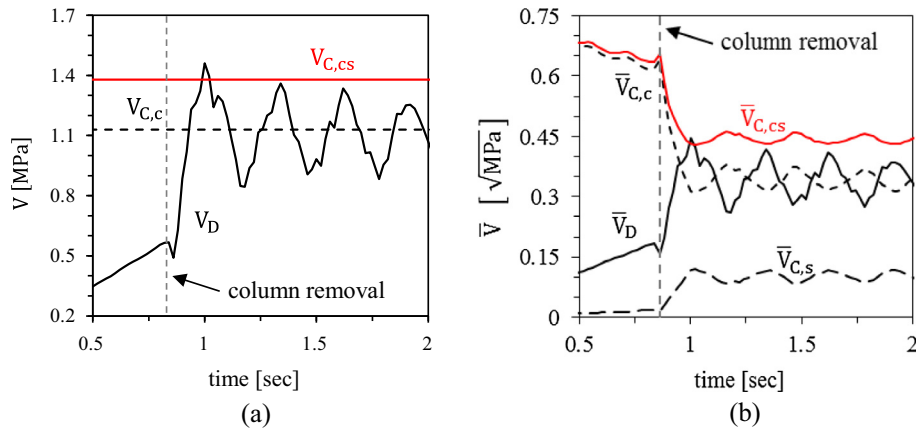 (a)
V [MPa]
1.7
1.4
1.1
0.8
0.5
0.2
V_C,cs
V_C,c
V_D
column removal
0.5
1
1.5
2
time [sec]
(a)
(b)
V̅ [√MPa]
0.75
0.6
0.45
0.3
0.15
0
column removal
V̅_C,c
V̅_C,cs
V̅_D
V̅_C,s
0.5
1
1.5
2
time [sec]
(b)